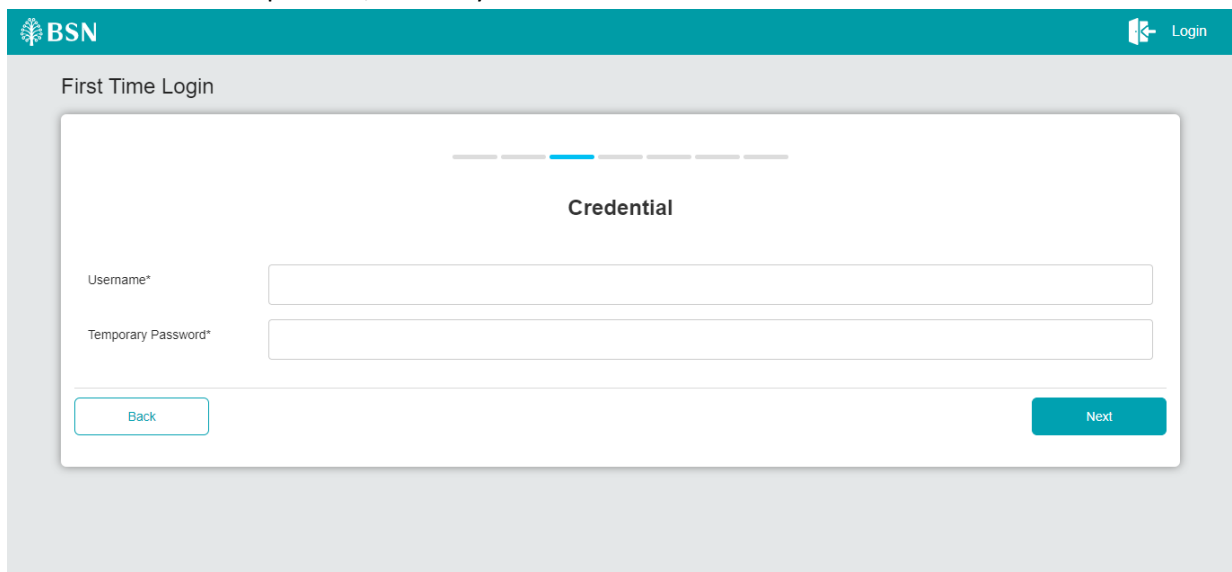 BSN
Login
First Time Login
Credential
Username*
Temporary Password*
Back
Next